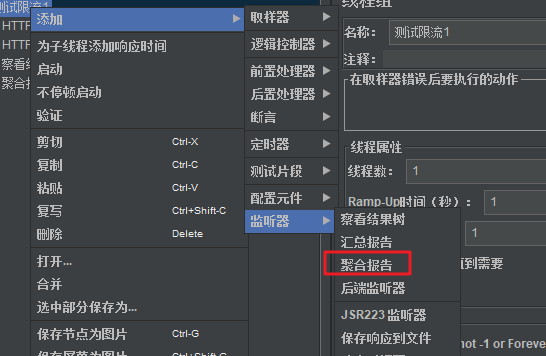 测试限流1
HTTP
HTTP
察看结
聚合报
添加
为子线程添加响应时间
启动
不停顿启动
验证
剪切 Ctrl-X
复制 Ctrl-C
粘贴 Ctrl-V
复写 Ctrl+Shift-C
删除 Delete
打开...
合并
选中部分保存为...
保存节点为图片 Ctrl-G
保存屏幕为图片 Ctrl+Shift-G
取样器
逻辑控制器
前置处理器
后置处理器
断言
定时器
测试片段
配置元件
监听器
察看结果树
汇总报告
聚合报告
后端监听器
JSR223 监听器
保存响应到文件
线程组
名称： 测试限流1
注释：
在取样器错误后要执行的动作
线程属性
线程数： 1
Ramp-Up时间（秒）： 1
1
直到需要
not -1 or Forever